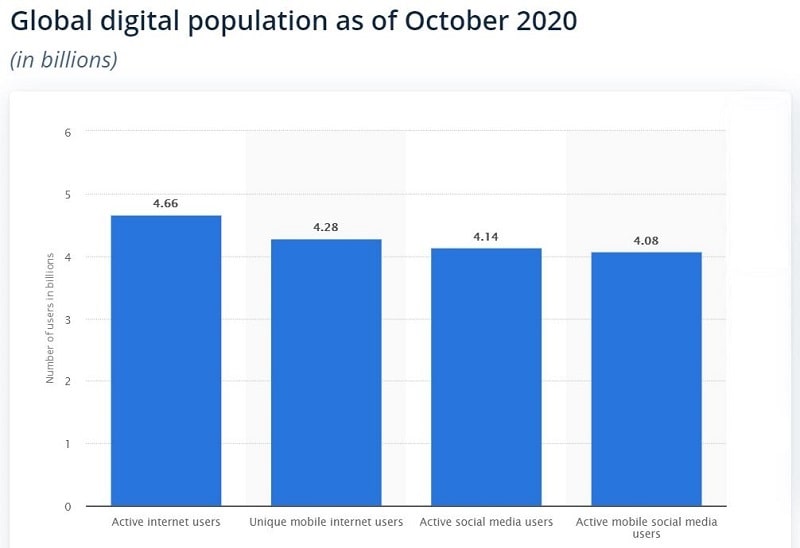 Global digital population as of October 2020
(in billions)
6
5
4
3
2
1
0
Number of users in billions
4.66
4.28
4.14
4.08
Active internet users
Unique mobile internet users
Active social media users
Active mobile social media
users